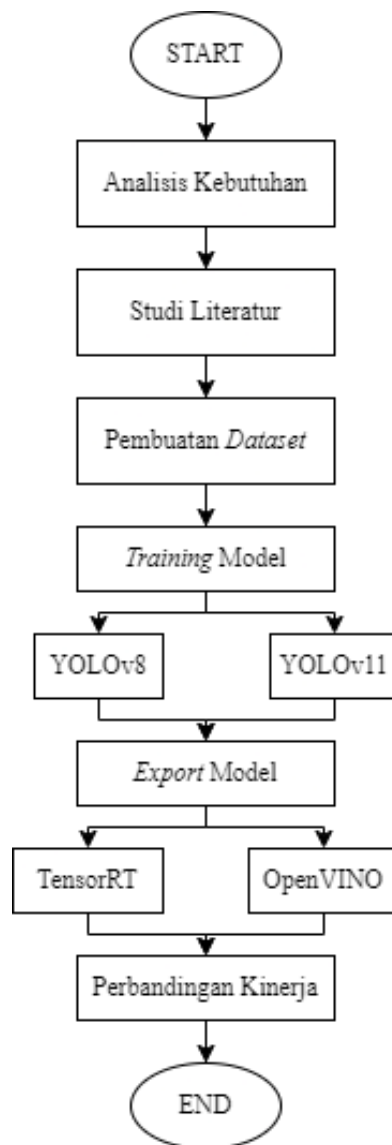 START
Analisis Kebutuhan
Studi Literatur
Pembuatan Dataset
Training Model
YOLOv8
YOLOv11
Export Model
TensorRT
OpenVINO
Perbandingan Kinerja
END